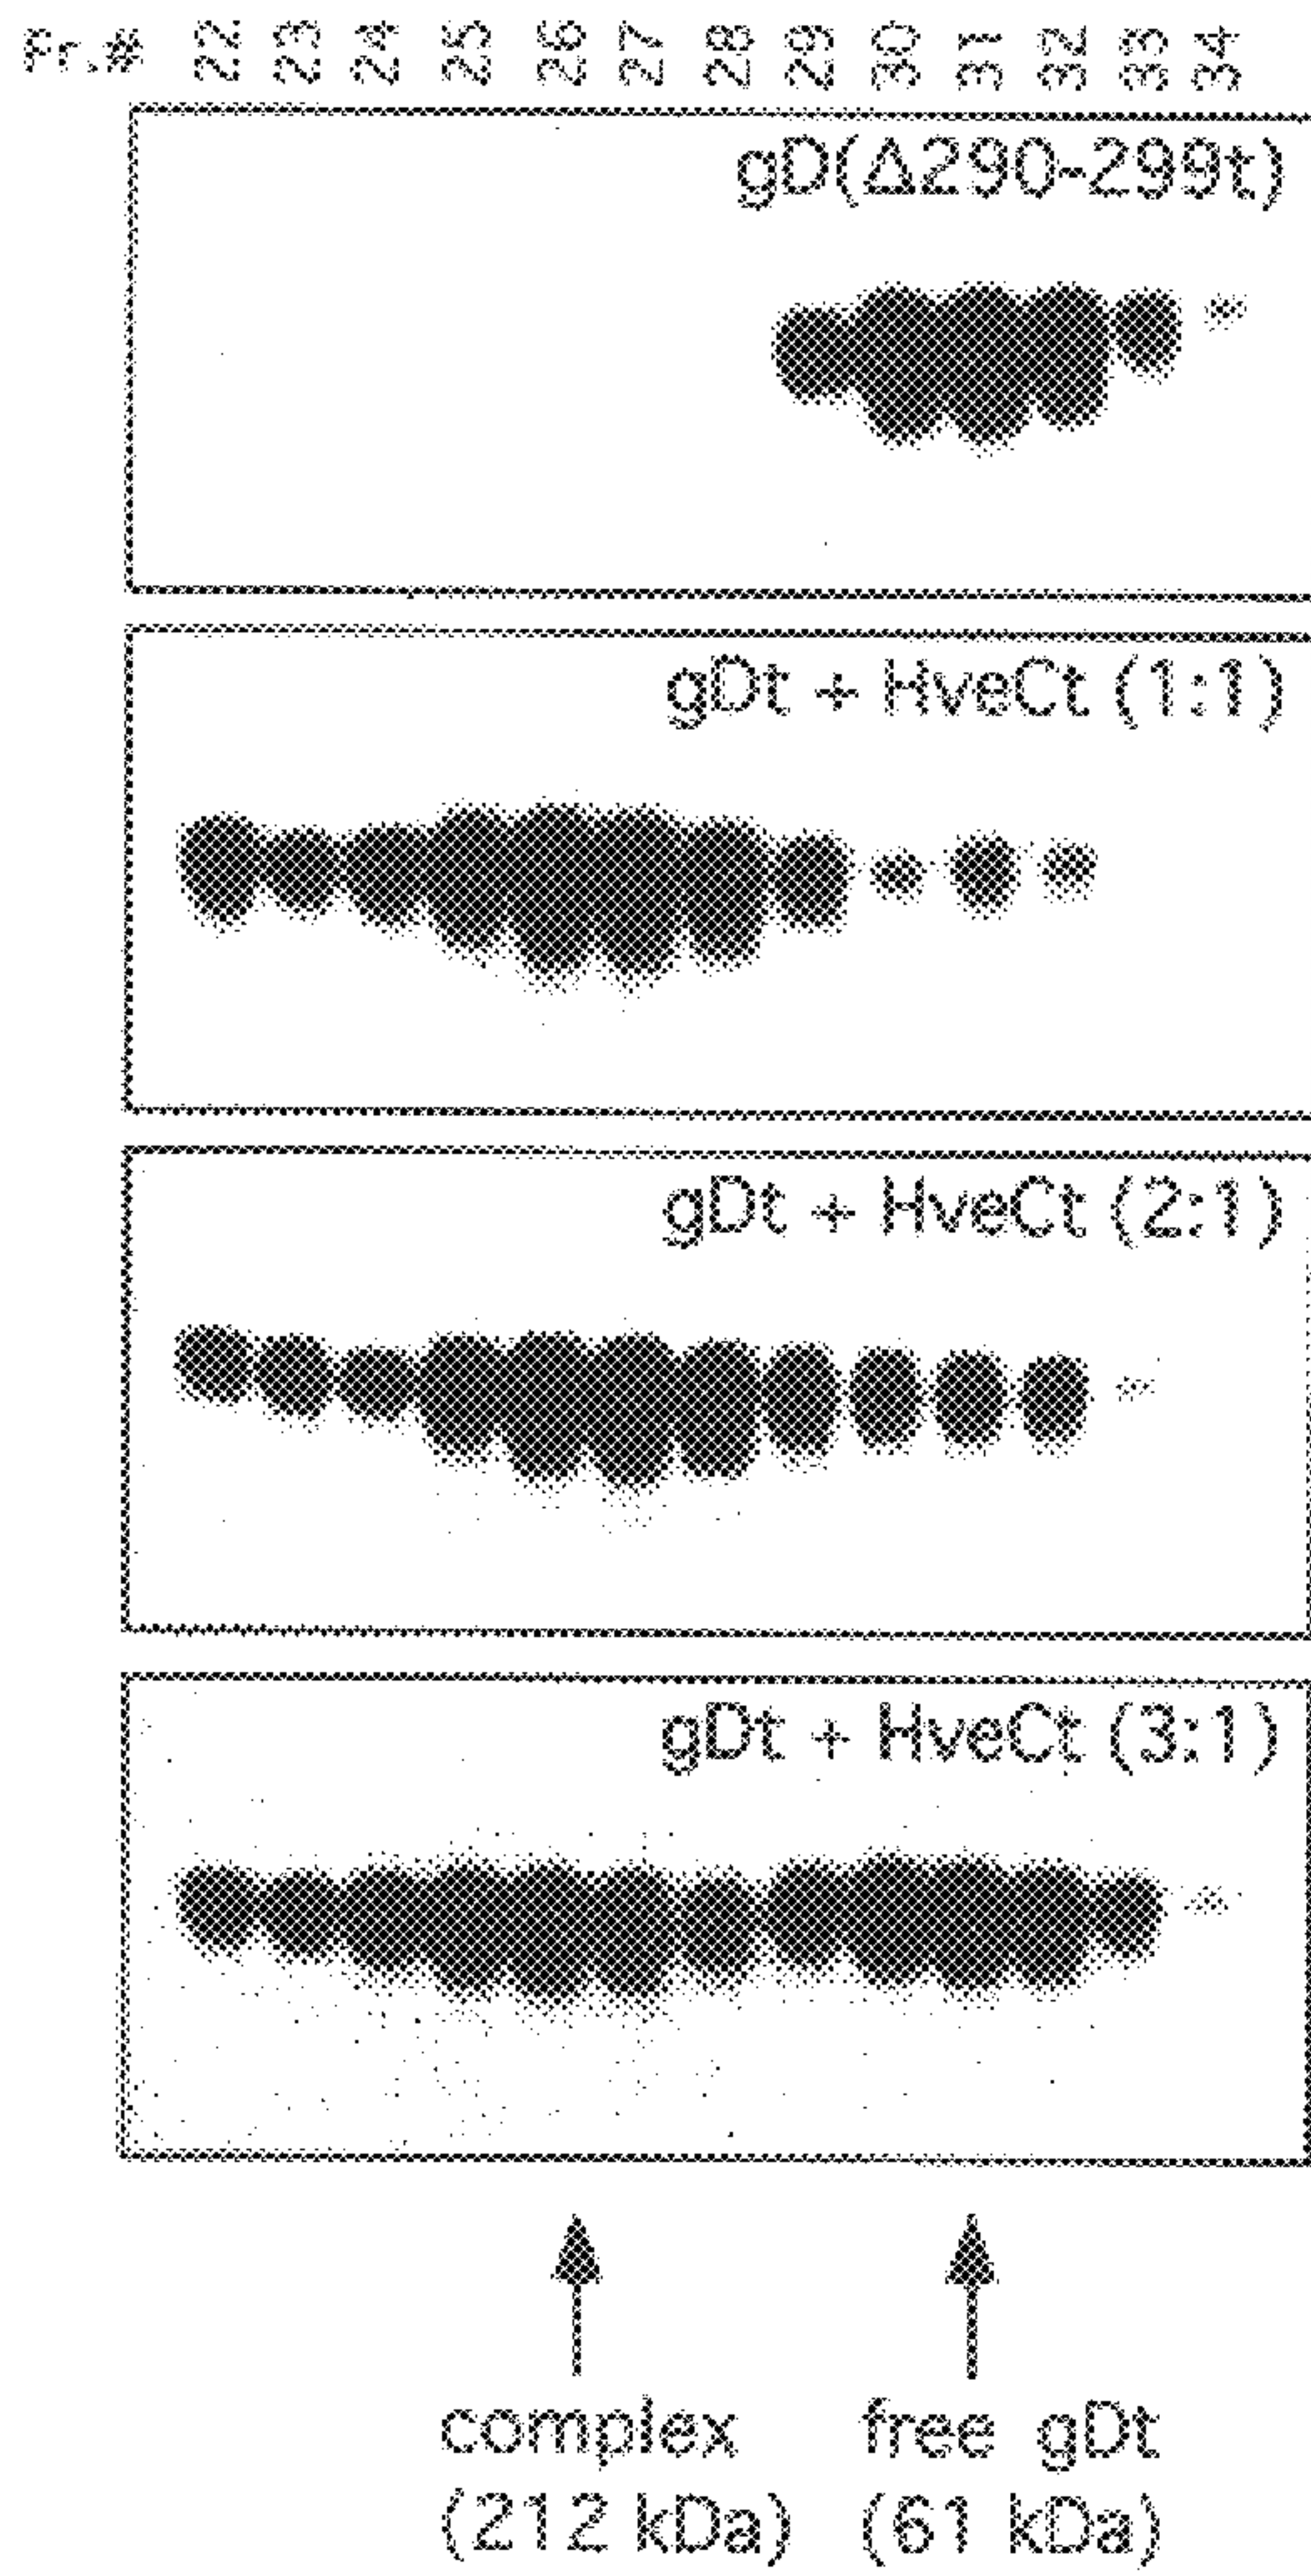 Fr.# 22 23 24 25 26 27 28 29 30 31 32 33 34
gD(Δ290-299t)
gDt + HveCt (1:1)
gDt + HveCt (2:1)
gDt + HveCt (3:1)
complex free gDt
(212 kDa) (61 kDa)